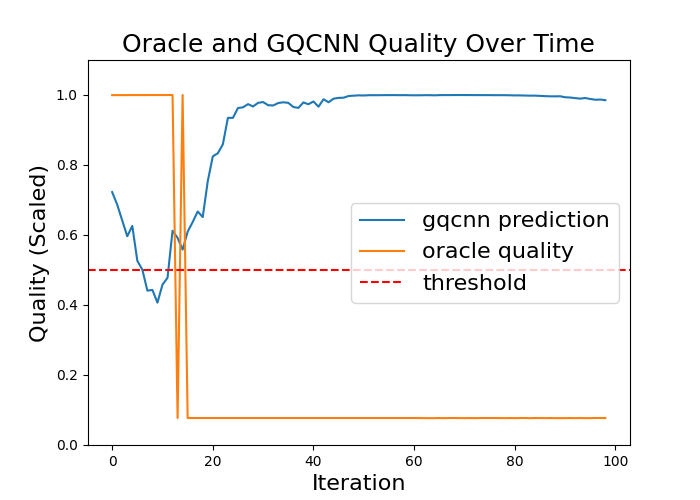 Oracle and GQCNN Quality Over Time
Quality (Scaled)
1.0
0.8
0.6
0.4
0.2
0.0
gqcnn prediction
oracle quality
threshold
0 20 40 60 80 100
Iteration